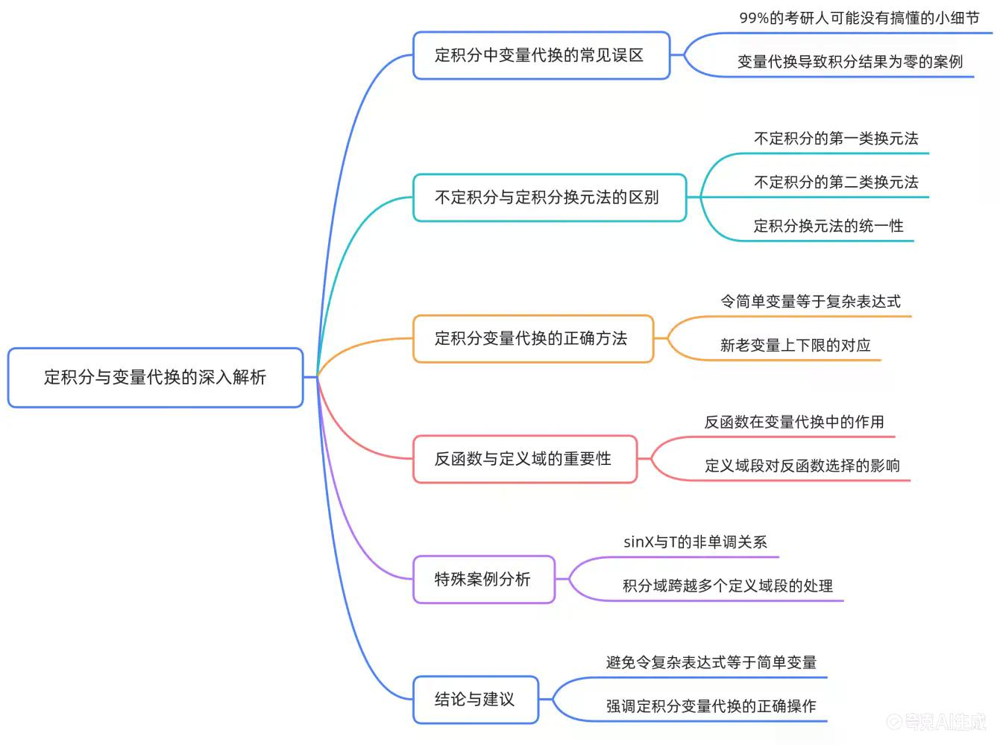 定积分与变量代换的深入解析
定积分中变量代换的常见误区
99%的考研人可能没有搞懂的小细节
变量代换导致积分结果为零的案例
不定积分与定积分换元法的区别
不定积分的第一类换元法
不定积分的第二类换元法
定积分换元法的统一性
定积分变量代换的正确方法
令简单变量等于复杂表达式
新老变量上下限的对应
反函数与定义域的重要性
反函数在变量代换中的作用
定义域段对反函数选择的影响
特殊案例分析
sinX与T的非单调关系
积分域跨越多个定义域段的处理
结论与建议
避免令复杂表达式等于简单变量
强调定积分变量代换的正确操作
夸克AI生成